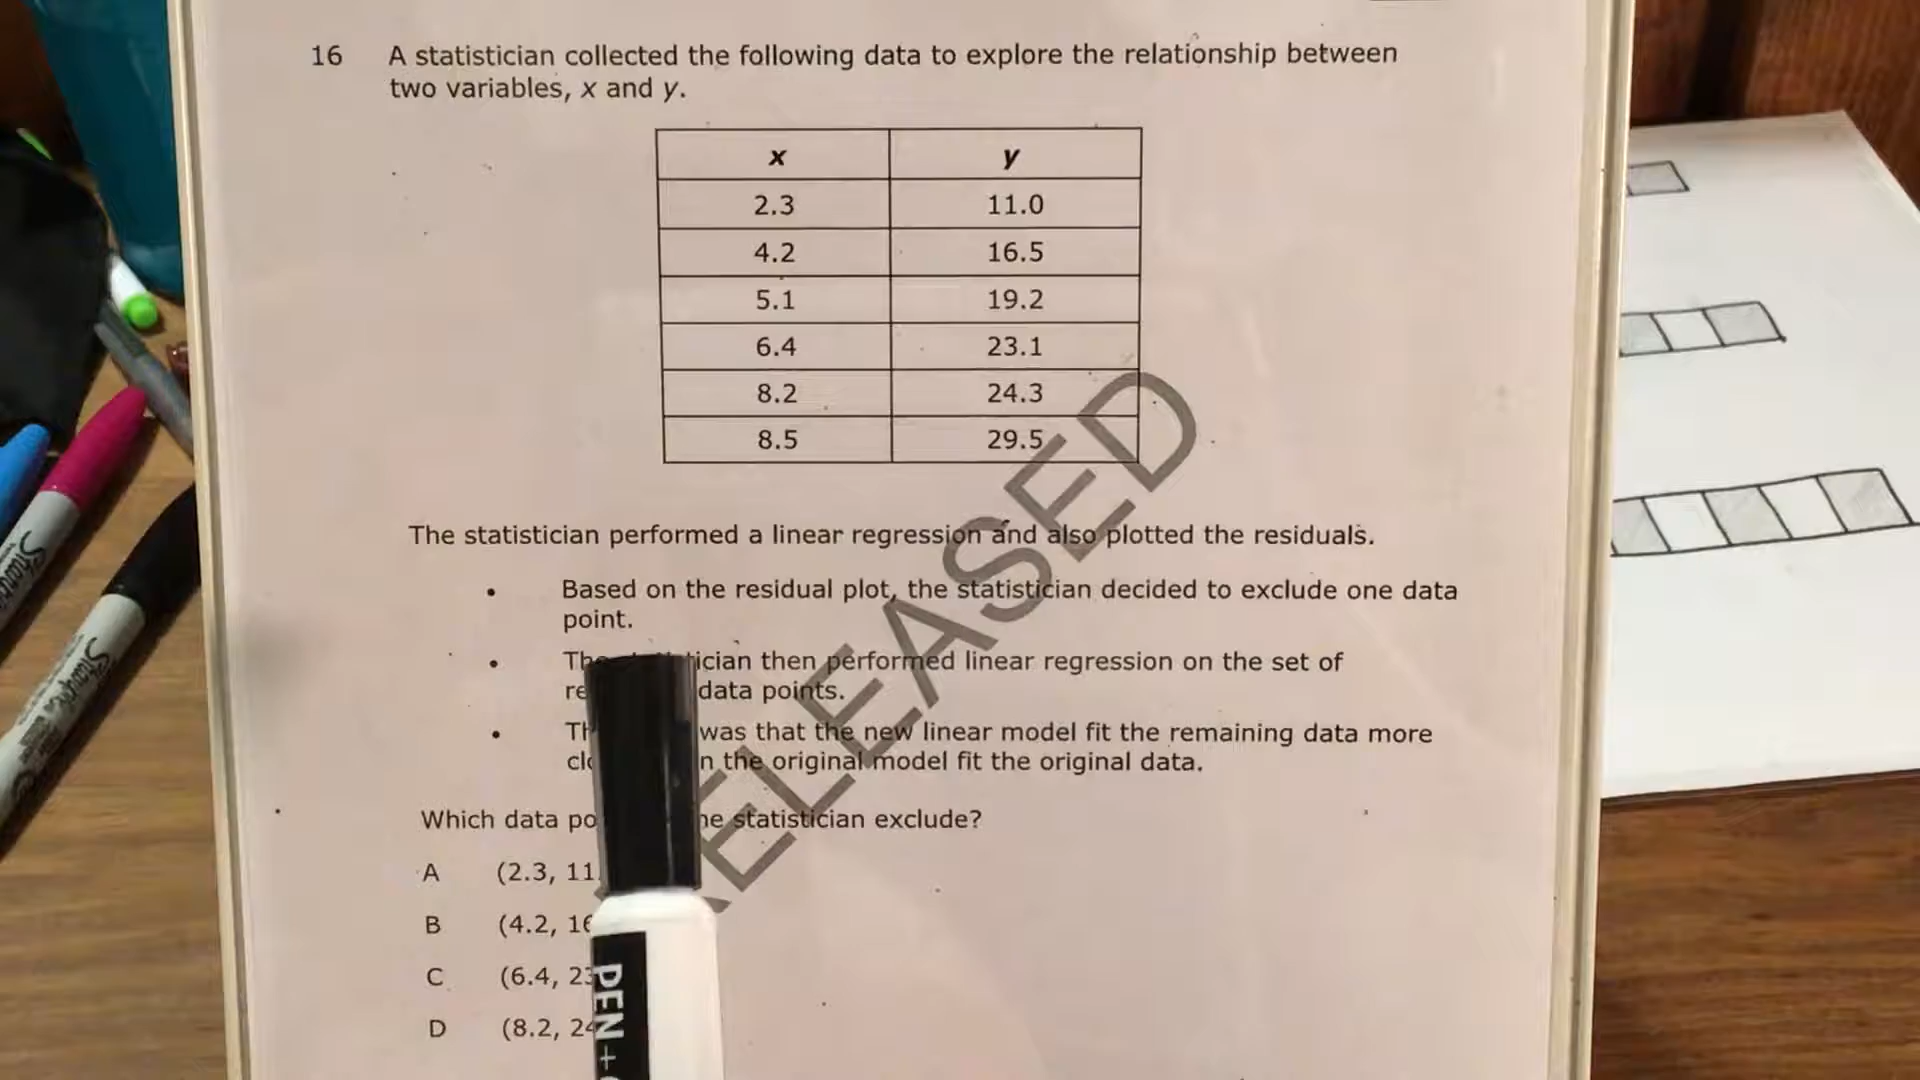 16 A statistician collected the following data to explore the relationship between
two variables, x and y.
x y
2.3 11.0
4.2 16.5
5.1 19.2
6.4 23.1
8.2 24.3
8.5 29.5
The statistician performed a linear regression and also plotted the residuals.
• Based on the residual plot, the statistician decided to exclude one data
point.
• then performed linear regression on the set of
data points.
• was that the new linear model fit the remaining data more
the original model fit the original data.
Which data statistician exclude?
A (2.3, 11.
B (4.2, 16
C (6.4, 23
D (8.2, 24
RELEASED
PEN+
Sharpie
Sharpie